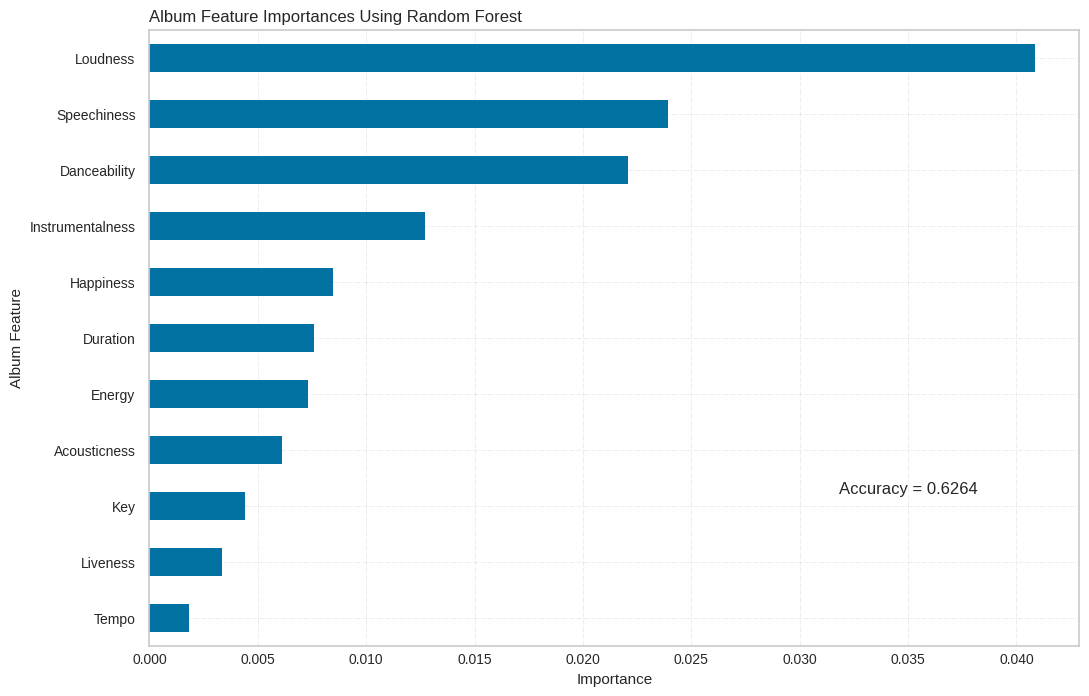 Album Feature Importances Using Random Forest
Loudness
Speechiness
Danceability
Instrumentalness
Happiness
Duration
Energy
Acousticness
Key
Liveness
Tempo
Album Feature
Accuracy = 0.6264
0.000 0.005 0.010 0.015 0.020 0.025 0.030 0.035 0.040
Importance